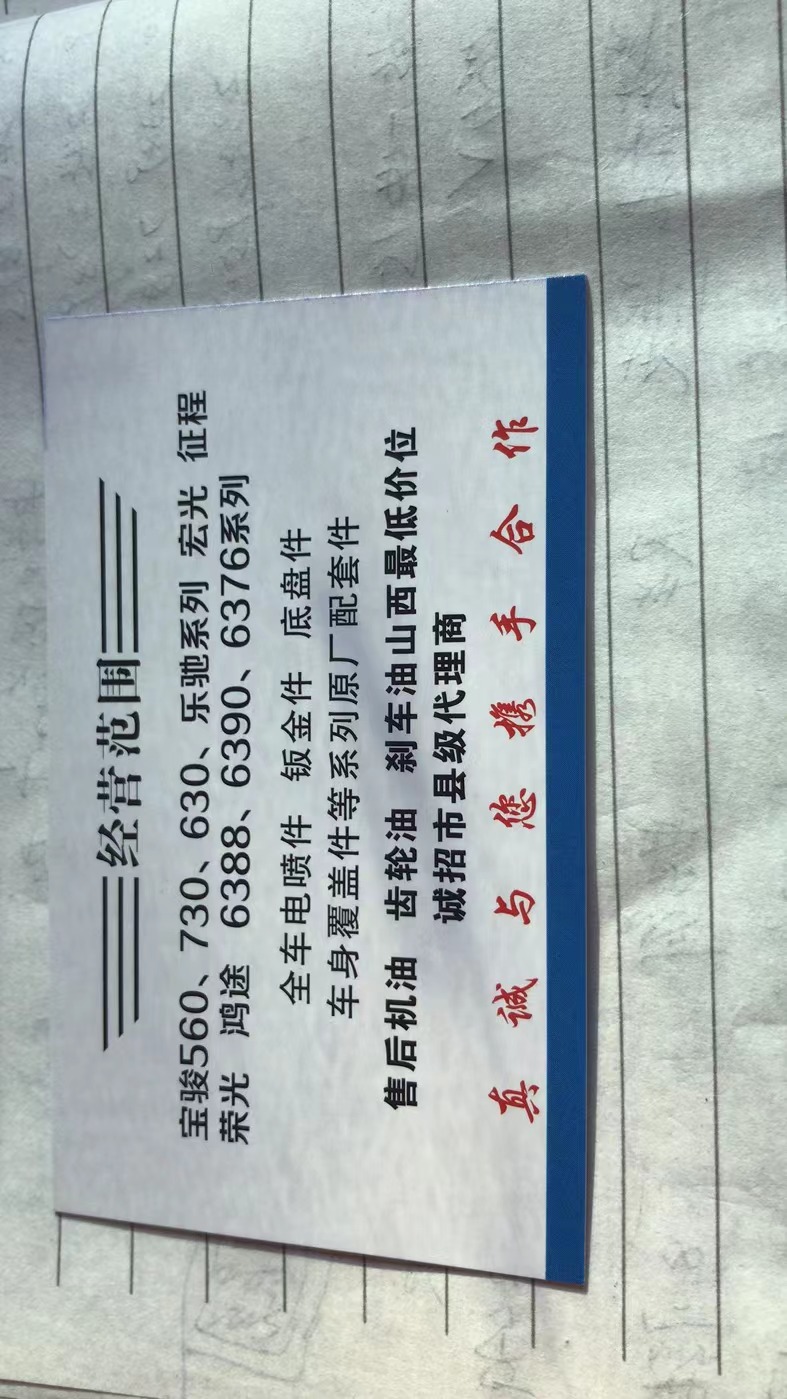 经营范围
宝骏560、730、630、乐驰系列 宏光 征程
荣光 鸿途 6388、6390、6376系列
全车电喷件 钣金件 底盘件
车身覆盖件等系列原厂配套件
售后机油 齿轮油 刹车油山西最低价位
诚招市县级代理商
真诚与您携手合作